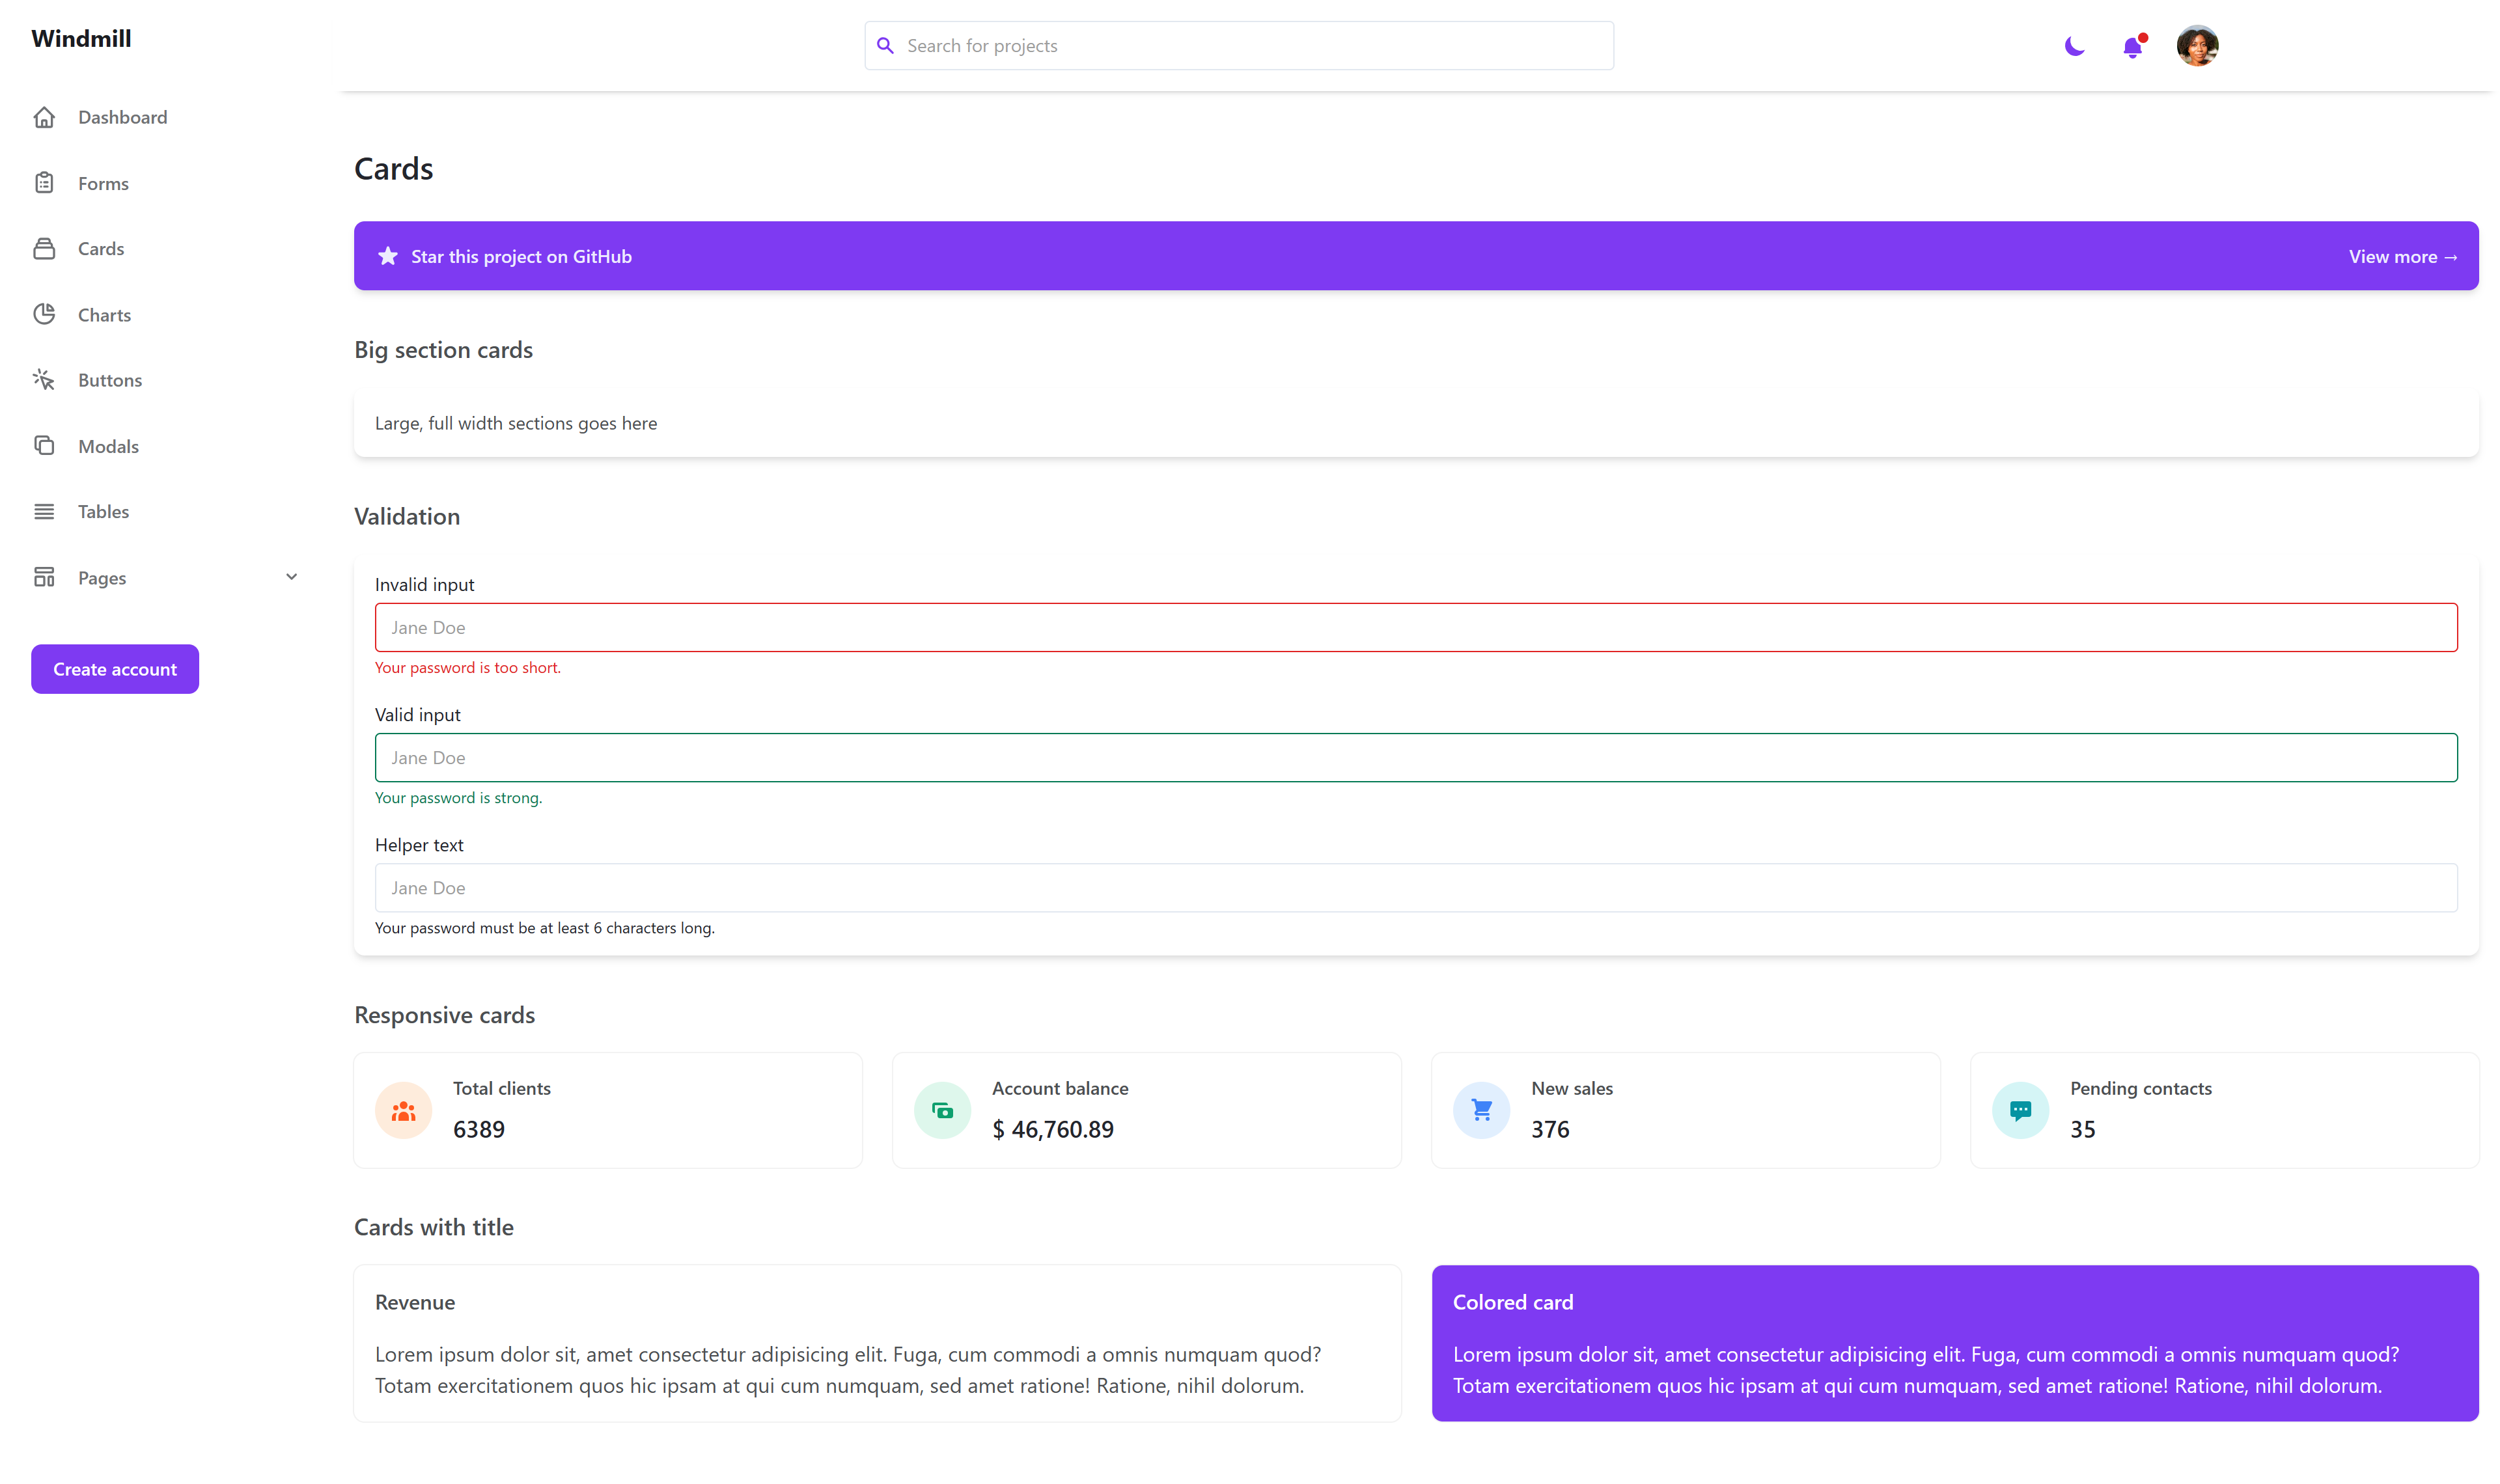 Windmill
Search for projects
Dashboard
Forms
Cards
Charts
Buttons
Modals
Tables
Pages
Create account
Cards
Star this project on GitHub
View more →
Big section cards
Large, full width sections goes here
Validation
Invalid input
Jane Doe
Your password is too short.
Valid input
Jane Doe
Your password is strong.
Helper text
Jane Doe
Your password must be at least 6 characters long.
Responsive cards
Total clients
6389
Account balance
$ 46,760.89
New sales
376
Pending contacts
35
Cards with title
Revenue
Lorem ipsum dolor sit, amet consectetur adipisicing elit. Fuga, cum commodi a omnis numquam quod?
Totam exercitationem quos hic ipsam at qui cum numquam, sed amet ratione! Ratione, nihil dolorum.
Colored card
Lorem ipsum dolor sit, amet consectetur adipisicing elit. Fuga, cum commodi a omnis numquam quod?
Totam exercitationem quos hic ipsam at qui cum numquam, sed amet ratione! Ratione, nihil dolorum.